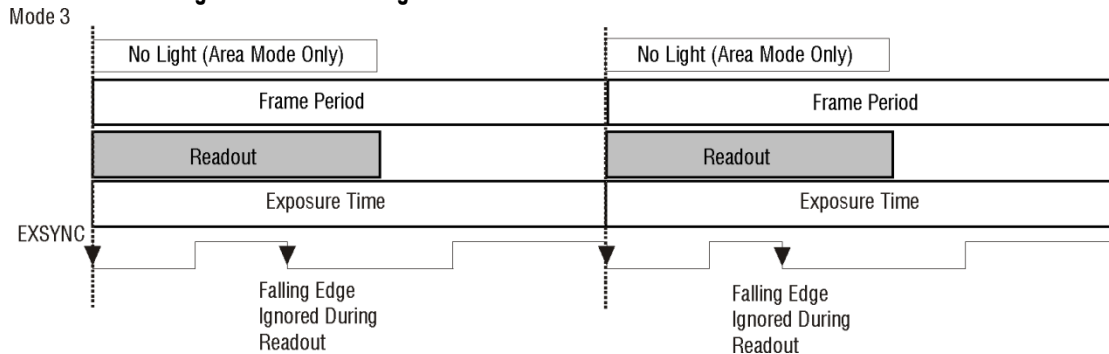 Mode 3
No Light (Area Mode Only) No Light (Area Mode Only)
Frame Period Frame Period
Readout Readout
Exposure Time Exposure Time
EXSYNC
Falling Edge
Ignored During
Readout
Falling Edge
Ignored During
Readout